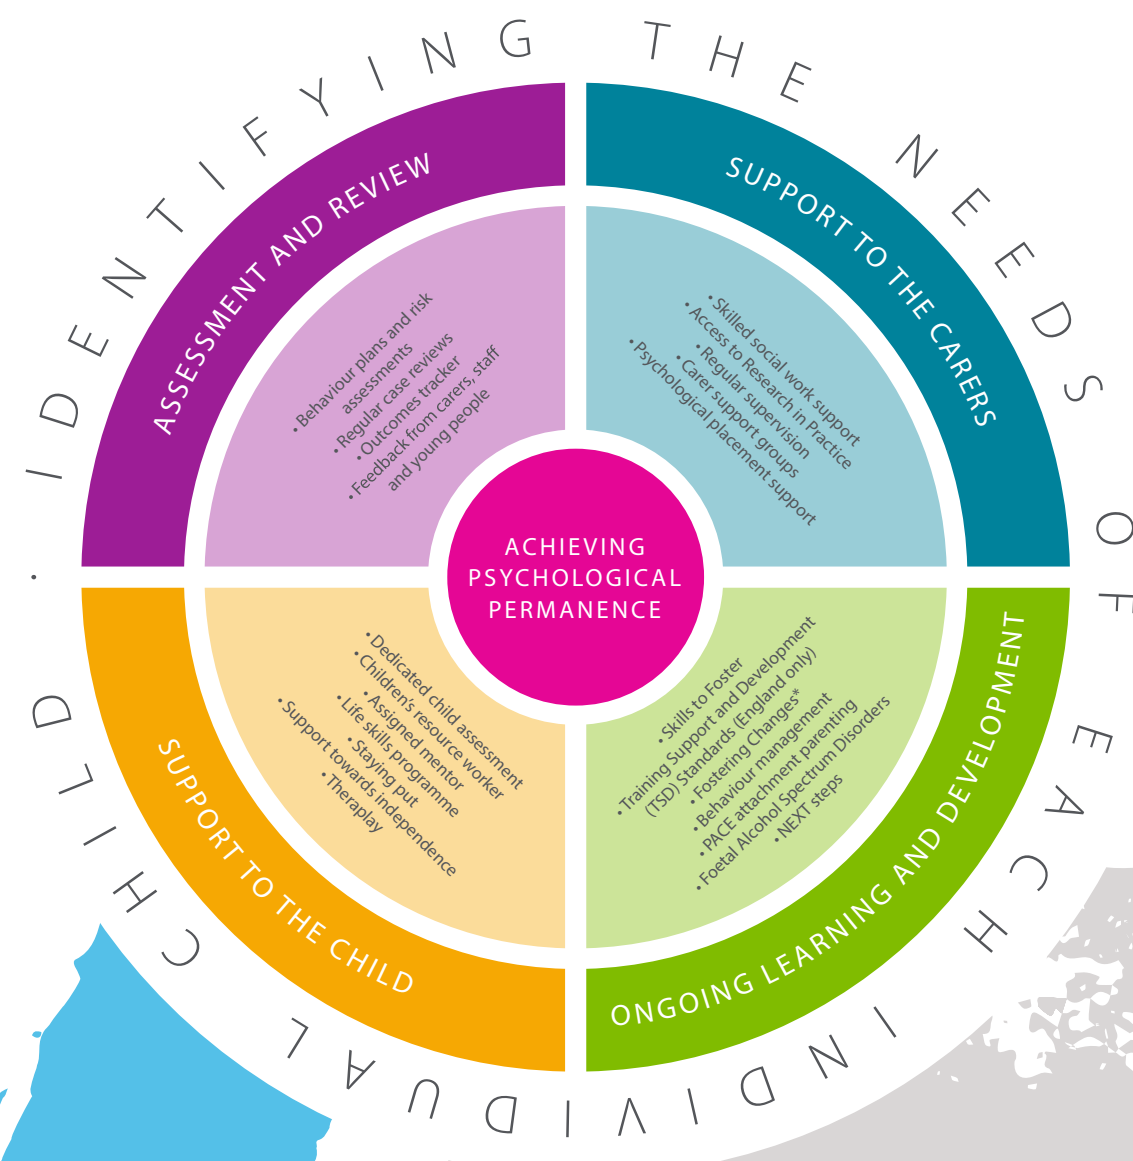 IDENTIFYING THE NEEDS OF EACH INDIVIDUAL CHILD •
ASSESSMENT AND REVIEW
• Behaviour plans and risk
assessments
• Regular case reviews
• Outcomes tracker
• Feedback from carers, staff
and young people
SUPPORT TO THE CARERS
• Skilled social work support
• Access to Research in Practice
• Regular supervision
• Carer support groups
• Psychological placement support
ACHIEVING
PSYCHOLOGICAL
PERMANENCE
SUPPORT TO THE CHILD
• Dedicated child assessment
• Children's resource worker
• Assigned mentor
• Life skills programme
• Staying put
• Support towards independence
• Theraplay
ONGOING LEARNING AND DEVELOPMENT
• Skills to Foster
• Training Support and Development
(TSD) Standards (England only)
• Fostering Changes*
• Behaviour management
• PACE attachment parenting
• Foetal Alcohol Spectrum Disorders
• NEXT steps